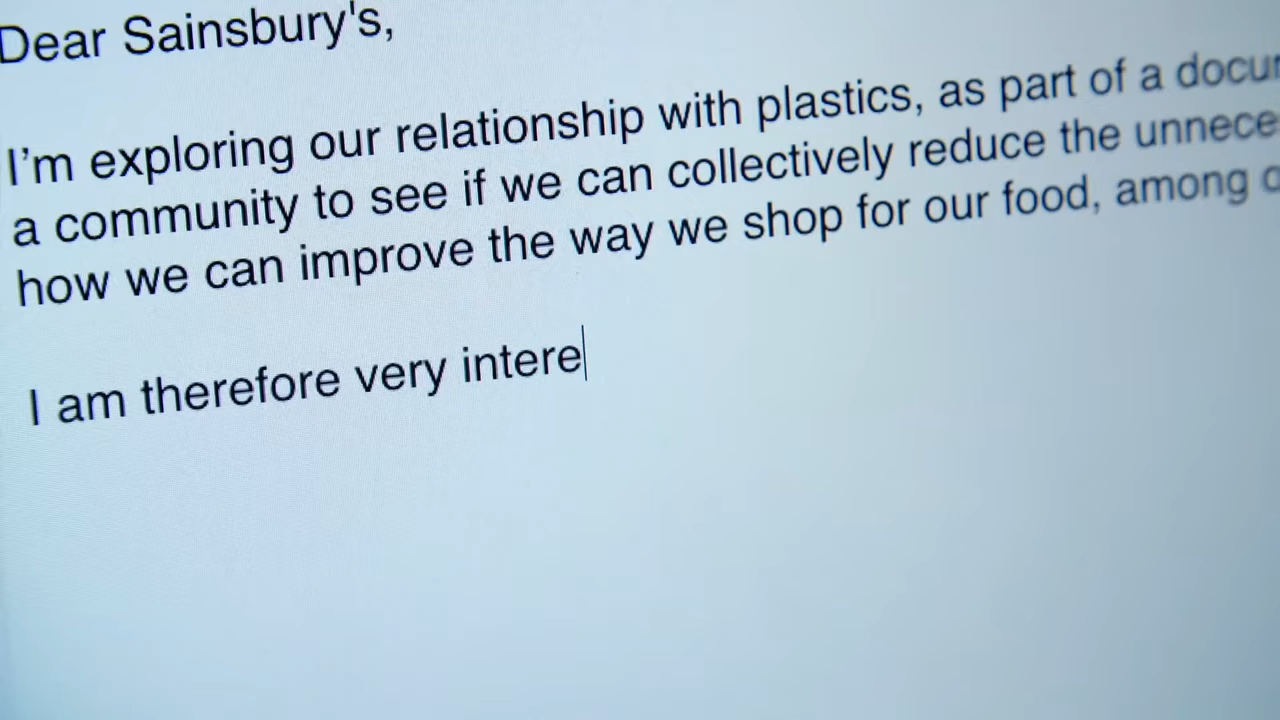 Dear Sainsbury's,
I'm exploring our relationship with plastics, as part of a
a community to see if we can collectively reduce the
how we can improve the way we shop for our food, among
I am therefore very intere